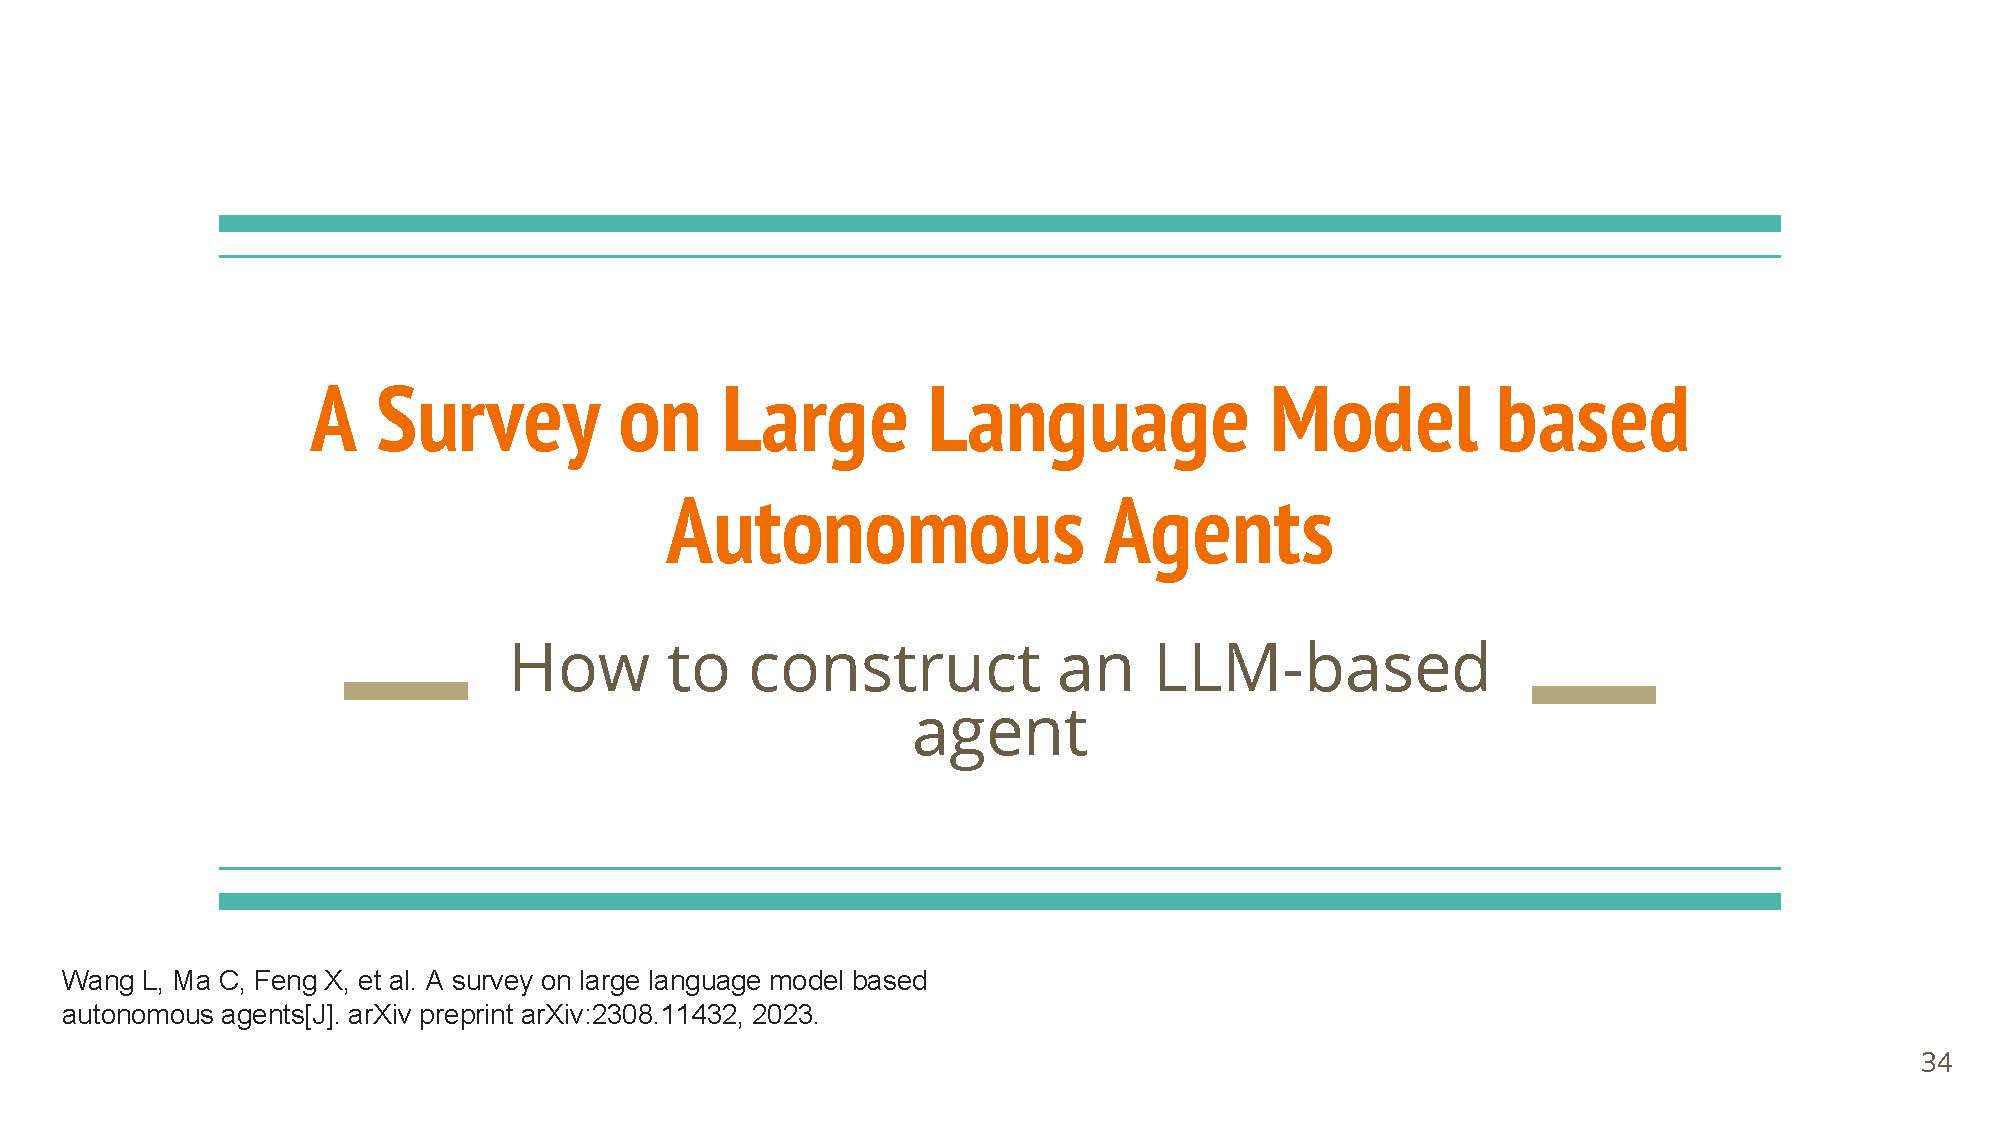 A Survey on Large Language Model based
Autonomous Agents
How to construct an LLM-based
agent
Wang L, Ma C, Feng X, et al. A survey on large language model based
autonomous agents[J]. arXiv preprint arXiv:2308.11432, 2023.
34